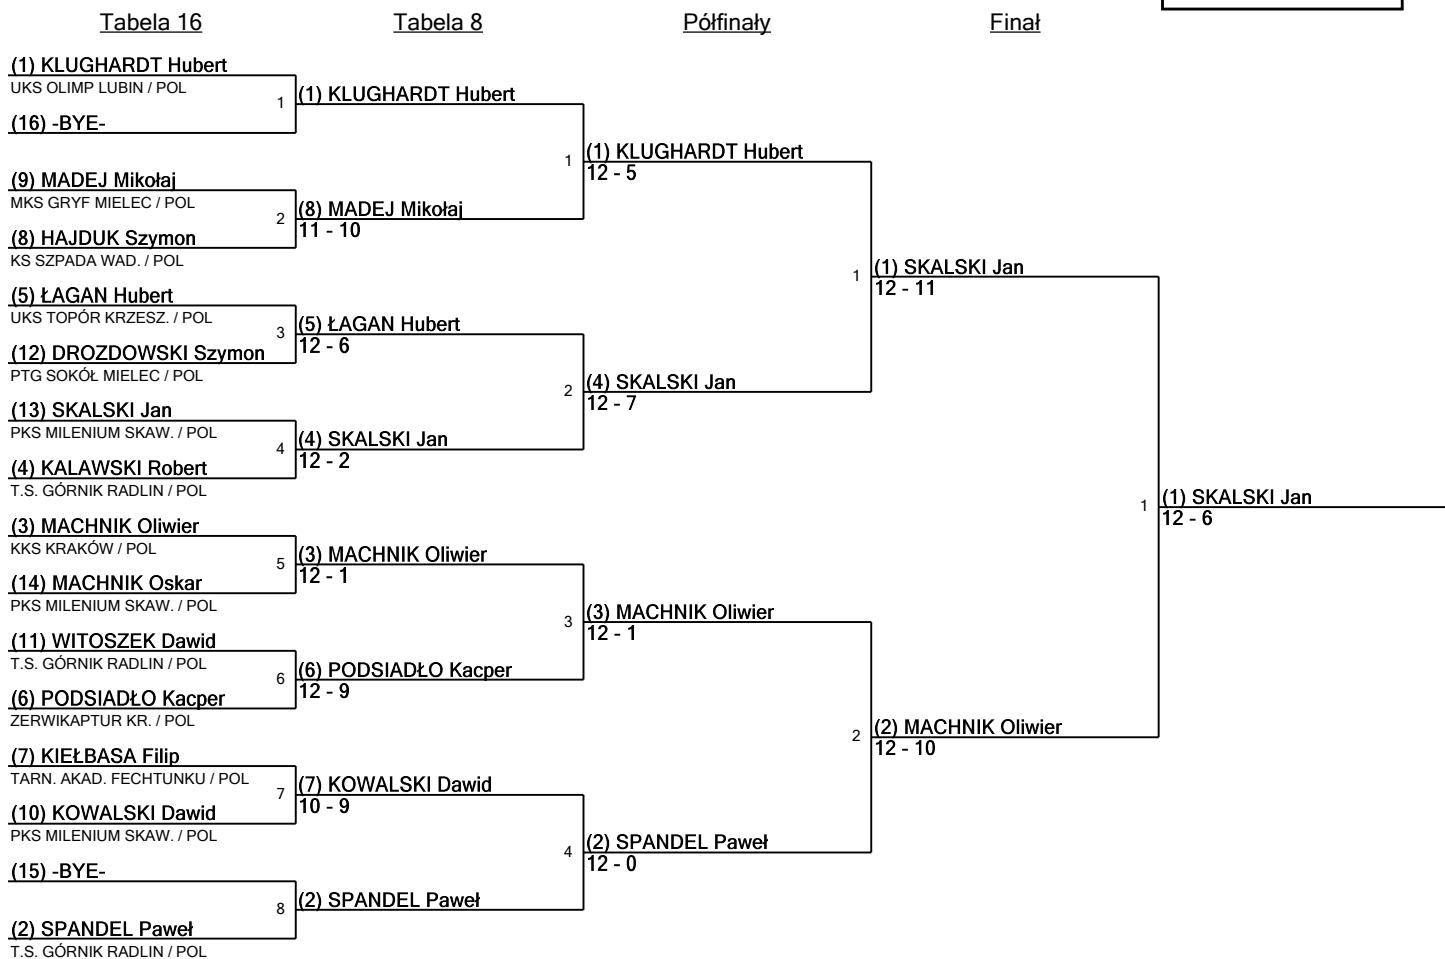 Tabela 16
Tabela 8
Półfinały
Finał
(1) KLUGHARDT Hubert
UKS OLIMP LUBIN / POL
(16) -BYE-
(9) MADEJ Mikołaj
MKS GRYF MIELEC / POL
(8) HAJDUK Szymon
KS SZPADA WAD. / POL
(5) ŁAGAN Hubert
UKS TOPÓR KRZESZ. / POL
(12) DROZDOWSKI Szymon
PTG SOKÓŁ MIELEC / POL
(13) SKALSKI Jan
PKS MILENIUM SKAW. / POL
(4) KALAWSKI Robert
T.S. GÓRNIK RADLIN / POL
(3) MACHNIK Oliwier
KKS KRAKÓW / POL
(14) MACHNIK Oskar
PKS MILENIUM SKAW. / POL
(11) WITOSZEK Dawid
T.S. GÓRNIK RADLIN / POL
(6) PODSIADŁO Kacper
ZERWIKAPTUR KR. / POL
(7) KIEŁBASA Filip
TARN. AKAD. FECHTUNKU / POL
(10) KOWALSKI Dawid
PKS MILENIUM SKAW. / POL
(15) -BYE-
(2) SPANDEL Paweł
T.S. GÓRNIK RADLIN / POL
1
(1) KLUGHARDT Hubert
2
(8) MADEJ Mikołaj
11 - 10
3
(5) ŁAGAN Hubert
12 - 6
4
(4) SKALSKI Jan
12 - 2
5
(3) MACHNIK Oliwier
12 - 1
6
(6) PODSIADŁO Kacper
12 - 9
7
(7) KOWALSKI Dawid
10 - 9
8
(2) SPANDEL Paweł
1
(1) KLUGHARDT Hubert
12 - 5
2
(4) SKALSKI Jan
12 - 7
3
(3) MACHNIK Oliwier
12 - 1
4
(2) SPANDEL Paweł
12 - 0
1
(1) SKALSKI Jan
12 - 11
2
(2) MACHNIK Oliwier
12 - 10
1
(1) SKALSKI Jan
12 - 6